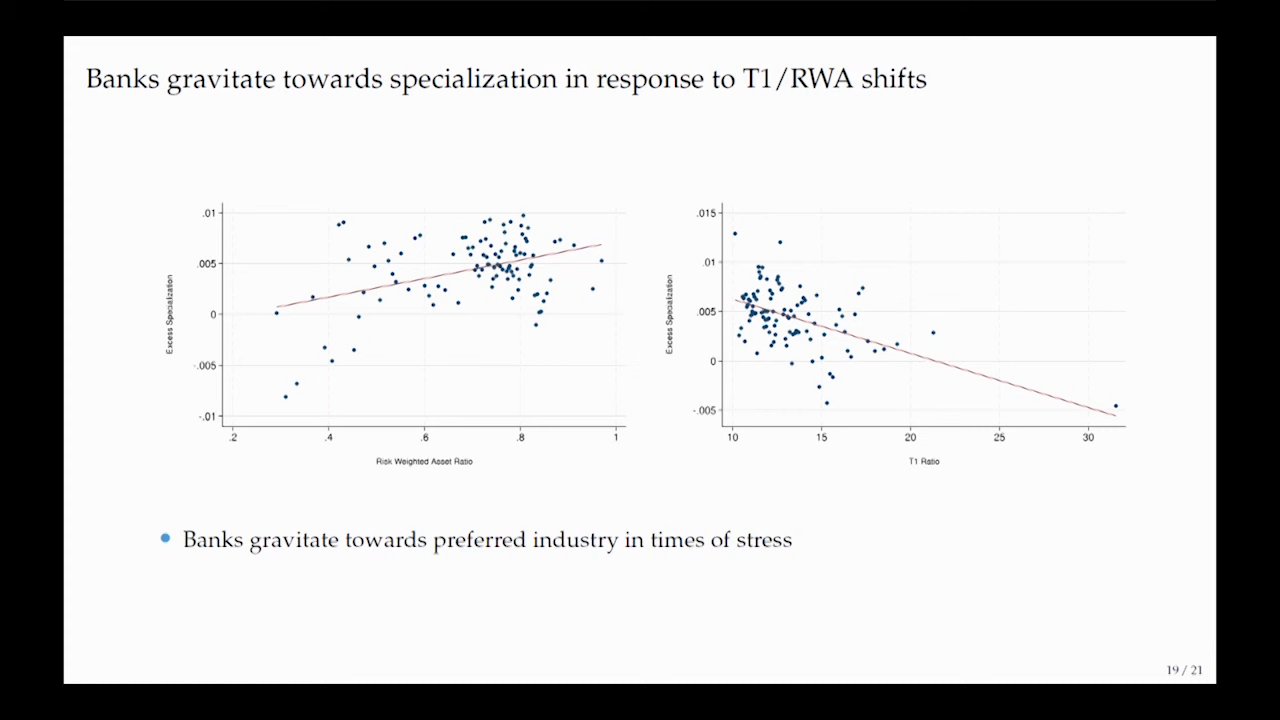 Banks gravitate towards specialization in response to T1/RWA shifts
.01
.005
0
-.005
-.01
Excess Specialization
.2
.4
.6
.8
1
Risk Weighted Asset Ratio
.015
.01
.005
0
-.005
Excess Specialization
10
15
20
25
30
T1 Ratio
Banks gravitate towards preferred industry in times of stress
19 / 21